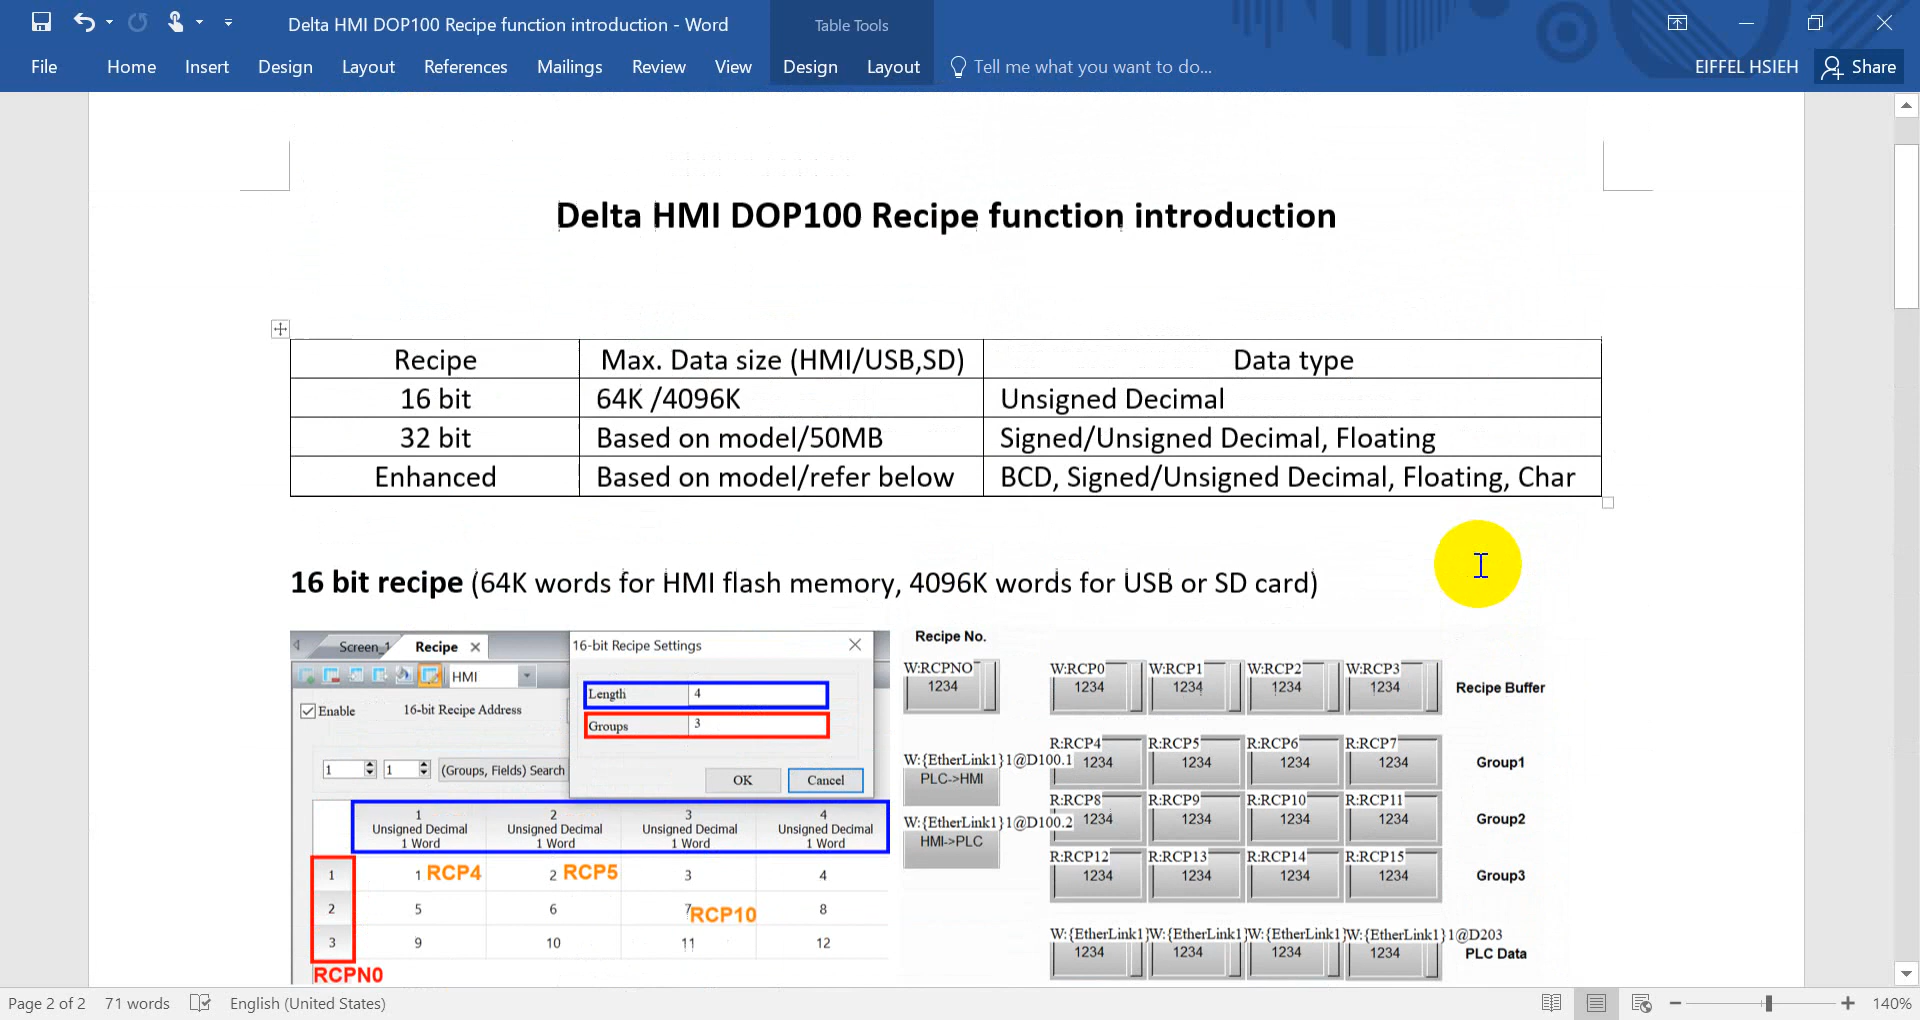 Delta HMI DOP100 Recipe function introduction - Word
Table Tools
File Home Insert Design Layout References Mailings Review View Design Layout Tell me what you want to do... EIFFEL HSIEH Share
Delta HMI DOP100 Recipe function introduction
Recipe Max. Data size (HMI/USB,SD) Data type
16 bit 64K /4096K Unsigned Decimal
32 bit Based on model/50MB Signed/Unsigned Decimal, Floating
Enhanced Based on model/refer below BCD, Signed/Unsigned Decimal, Floating, Char
16 bit recipe (64K words for HMI flash memory, 4096K words for USB or SD card)
Screen_1 Recipe
HMI
Enable 16-bit Recipe Address
1 1 (Groups, Fields) Search
16-bit Recipe Settings
Length 4
Groups 3
OK Cancel
1 2 3 4
Unsigned Decimal Unsigned Decimal Unsigned Decimal Unsigned Decimal
1 Word 1 Word 1 Word 1 Word
1 1 RCP4 2 RCP5 3 4
2 5 6 7 RCP10 8
3 9 10 11 12
RCPN0
Recipe No.
W:RCPNO
1234
W:{EtherLink1}1@D100.1
PLC->HMI
W:{EtherLink1}1@D100.2
HMI->PLC
W:RCP0 W:RCP1 W:RCP2 W:RCP3
1234 1234 1234 1234 Recipe Buffer
R:RCP4 R:RCP5 R:RCP6 R:RCP7
1234 1234 1234 1234 Group1
R:RCP8 R:RCP9 R:RCP10 R:RCP11
1234 1234 1234 1234 Group2
R:RCP12 R:RCP13 R:RCP14 R:RCP15
1234 1234 1234 1234 Group3
W:{EtherLink1} W:{EtherLink1} W:{EtherLink1} W:{EtherLink1}1@D203
1234 1234 1234 1234 PLC Data
Page 2 of 2 71 words English (United States) 140%